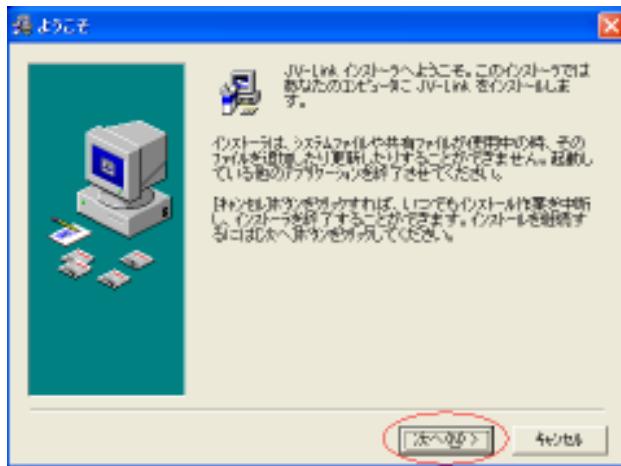 ようこそ
JV-Link インストーラへようこそ。このインストーラでは
あなたのコンピュータに JV-Link をインストールしま
す。
インストーラは、システムファイルや共有ファイルが使用中の時、その
ファイルを追加したり更新したりすることができません。起動し
ている他のアプリケーションを終了させてください。
[キャンセル]ボタンをクリックすれば、いつでもインストール作業を中断
し、インストーラを終了することができます。インストールを継続す
るには[次へ]ボタンをクリックしてください。
次へ(N) >
キャンセル